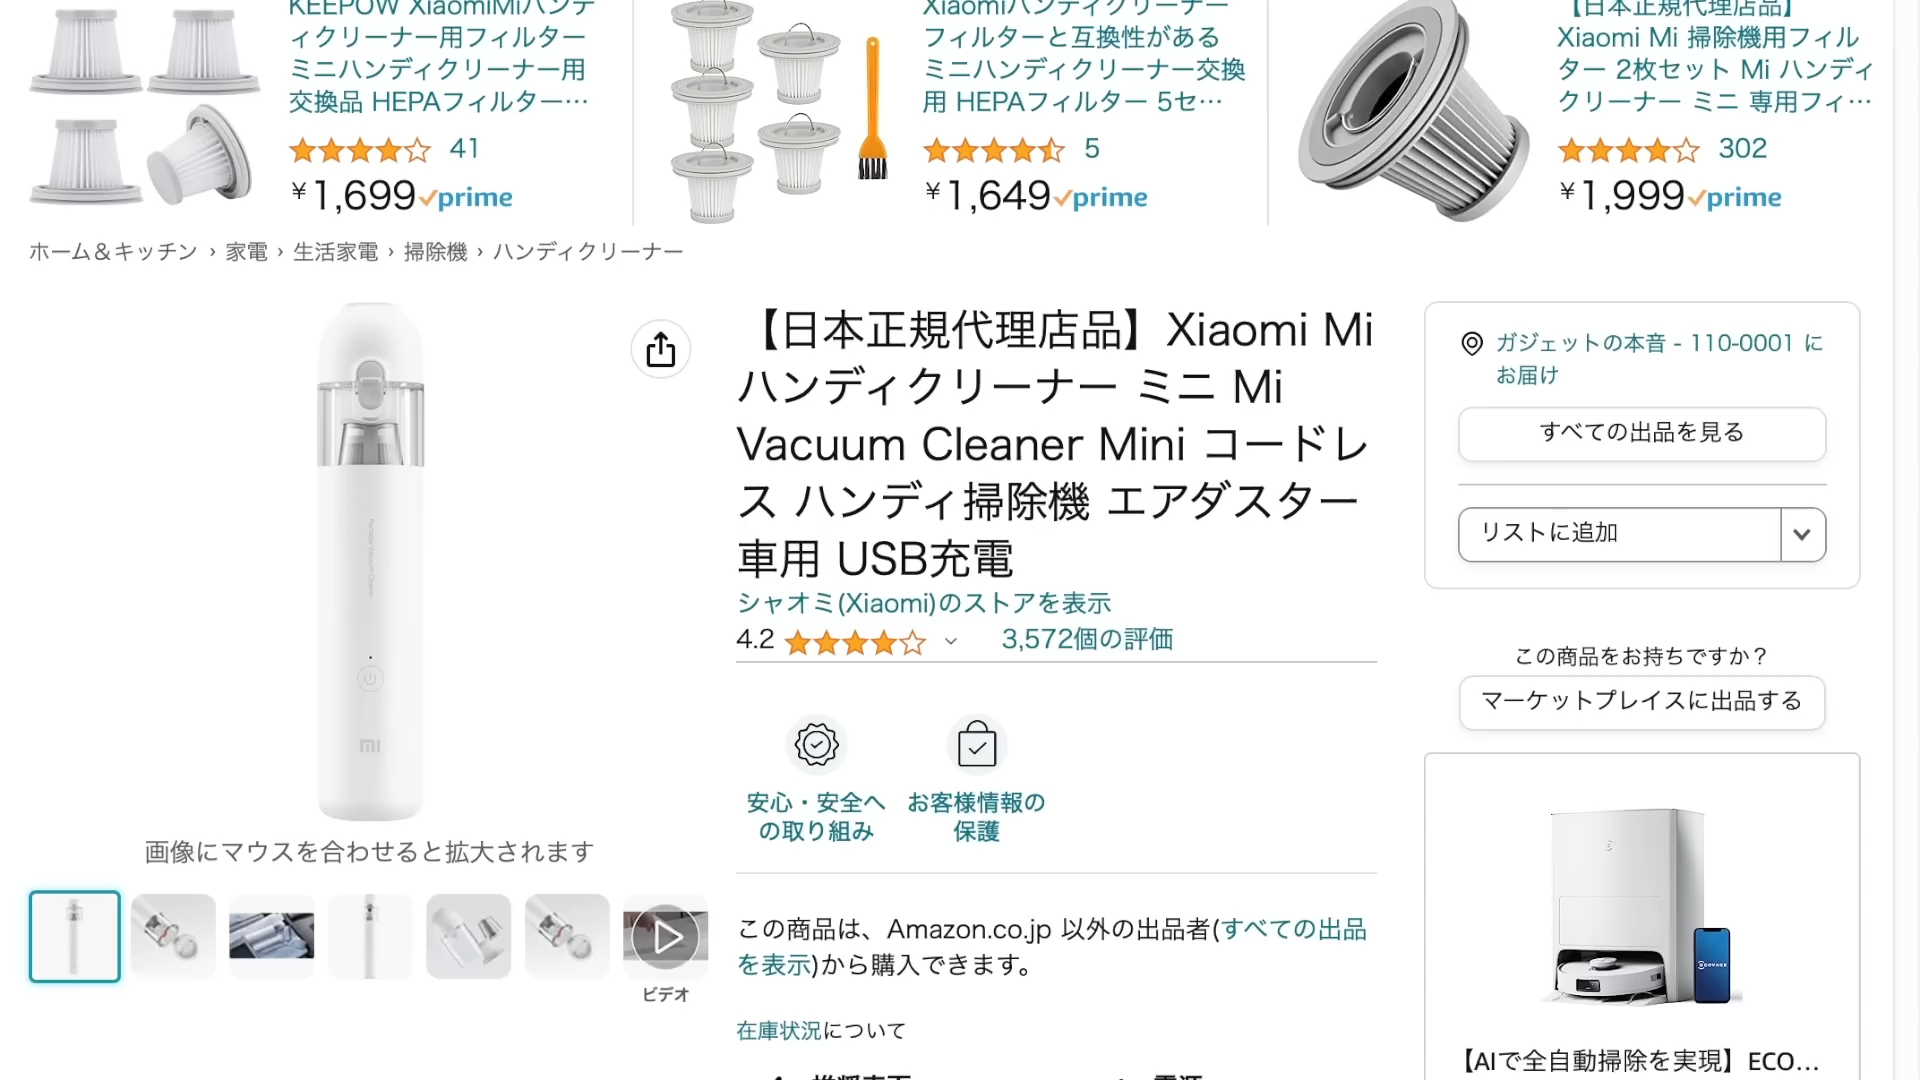 KEEPOW XiaomiMiハンデ
ィクリーナー用フィルター
ミニハンディクリーナー用
交換品 HEPAフィルター…
41
¥1,699 prime
Xiaomiハンディクリーナー
フィルターと互換性がある
ミニハンディクリーナー交換
用 HEPAフィルター 5セ…
5
¥1,649 prime
【日本正規代理店品】
Xiaomi Mi 掃除機用フィル
ター 2枚セット Mi ハンディ
クリーナー ミニ 専用フィ…
302
¥1,999 prime
ホーム＆キッチン › 家電 › 生活家電 › 掃除機 › ハンディクリーナー
【日本正規代理店品】Xiaomi Mi
ハンディクリーナー ミニ Mi
Vacuum Cleaner Mini コードレ
ス ハンディ掃除機 エアダスター
車用 USB充電
シャオミ(Xiaomi)のストアを表示
4.2
3,572個の評価
安心・安全へ
の取り組み
お客様情報の
保護
この商品は、Amazon.co.jp 以外の出品者(すべての出品
を表示)から購入できます。
在庫状況について
mi
画像にマウスを合わせると拡大されます
ビデオ
ガジェットの本音 - 110-0001 に
お届け
すべての出品を見る
リストに追加
この商品をお持ちですか？
マーケットプレイスに出品する
ECOVACS
【AIで全自動掃除を実現】ECO...